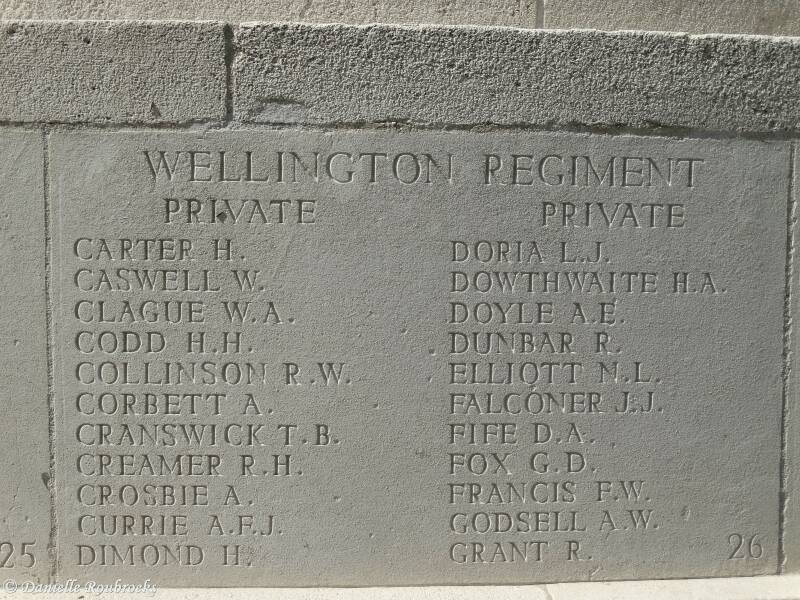 WELLINGTON REGIMENT
PRIVATE
CARTER H.
CASWELL W.
CLAGUE W.A.
CODD H.H.
COLLINSON R.W.
CORBETT A.
CRANSWICK T.B.
CREAMER R.H.
CROSBIE A.
CURRIE A.F.J.
DIMOND H.
PRIVATE
DORIA L.J.
DOWTHWAITE H.A.
DOYLE A.E.
DUNBAR R.
ELLIOTT N.L.
FALCONER J.J.
FIFE D.A.
FOX G.D.
FRANCIS F.W.
GODSELL A.W.
GRANT R.
25
26
© Danielle Roubroeks